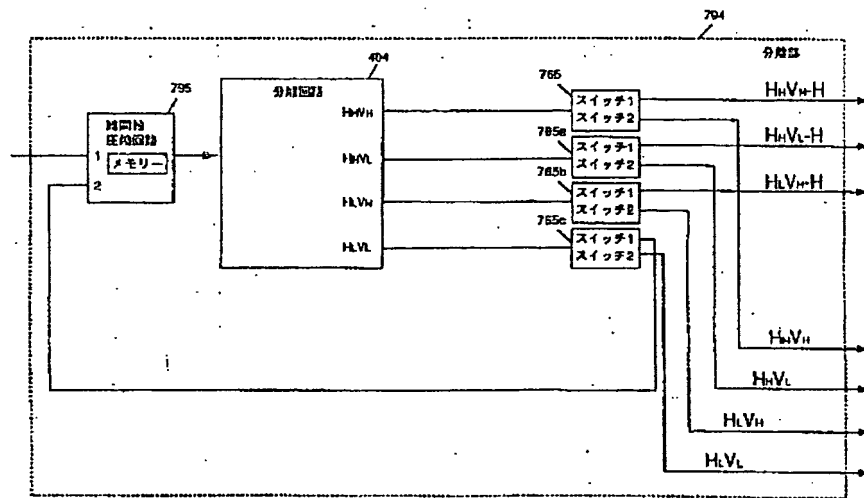 794
分離部
795
時間軸
圧縮回路
メモリー
1
2
404
分離回路
HHVH
HHVL
HLVH
HLVL
765
スイッチ1
スイッチ2
765a
スイッチ1
スイッチ2
765b
スイッチ1
スイッチ2
765c
スイッチ1
スイッチ2
HHVH-H
HHVL-H
HLVH-H
HHVH
HHVL
HLVH
HLVL